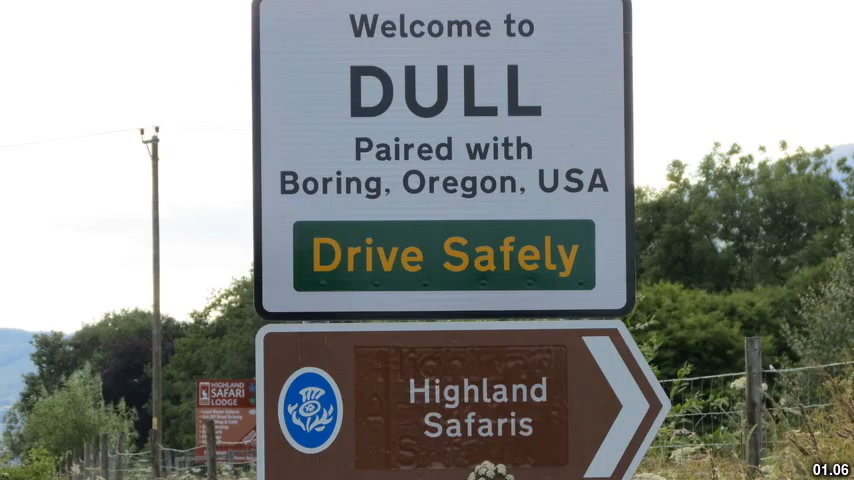 Welcome to
DULL
Paired with
Boring, Oregon, USA
Drive Safely
Highland
Safaris
HIGHLAND
SAFARI
LODGE
01.06